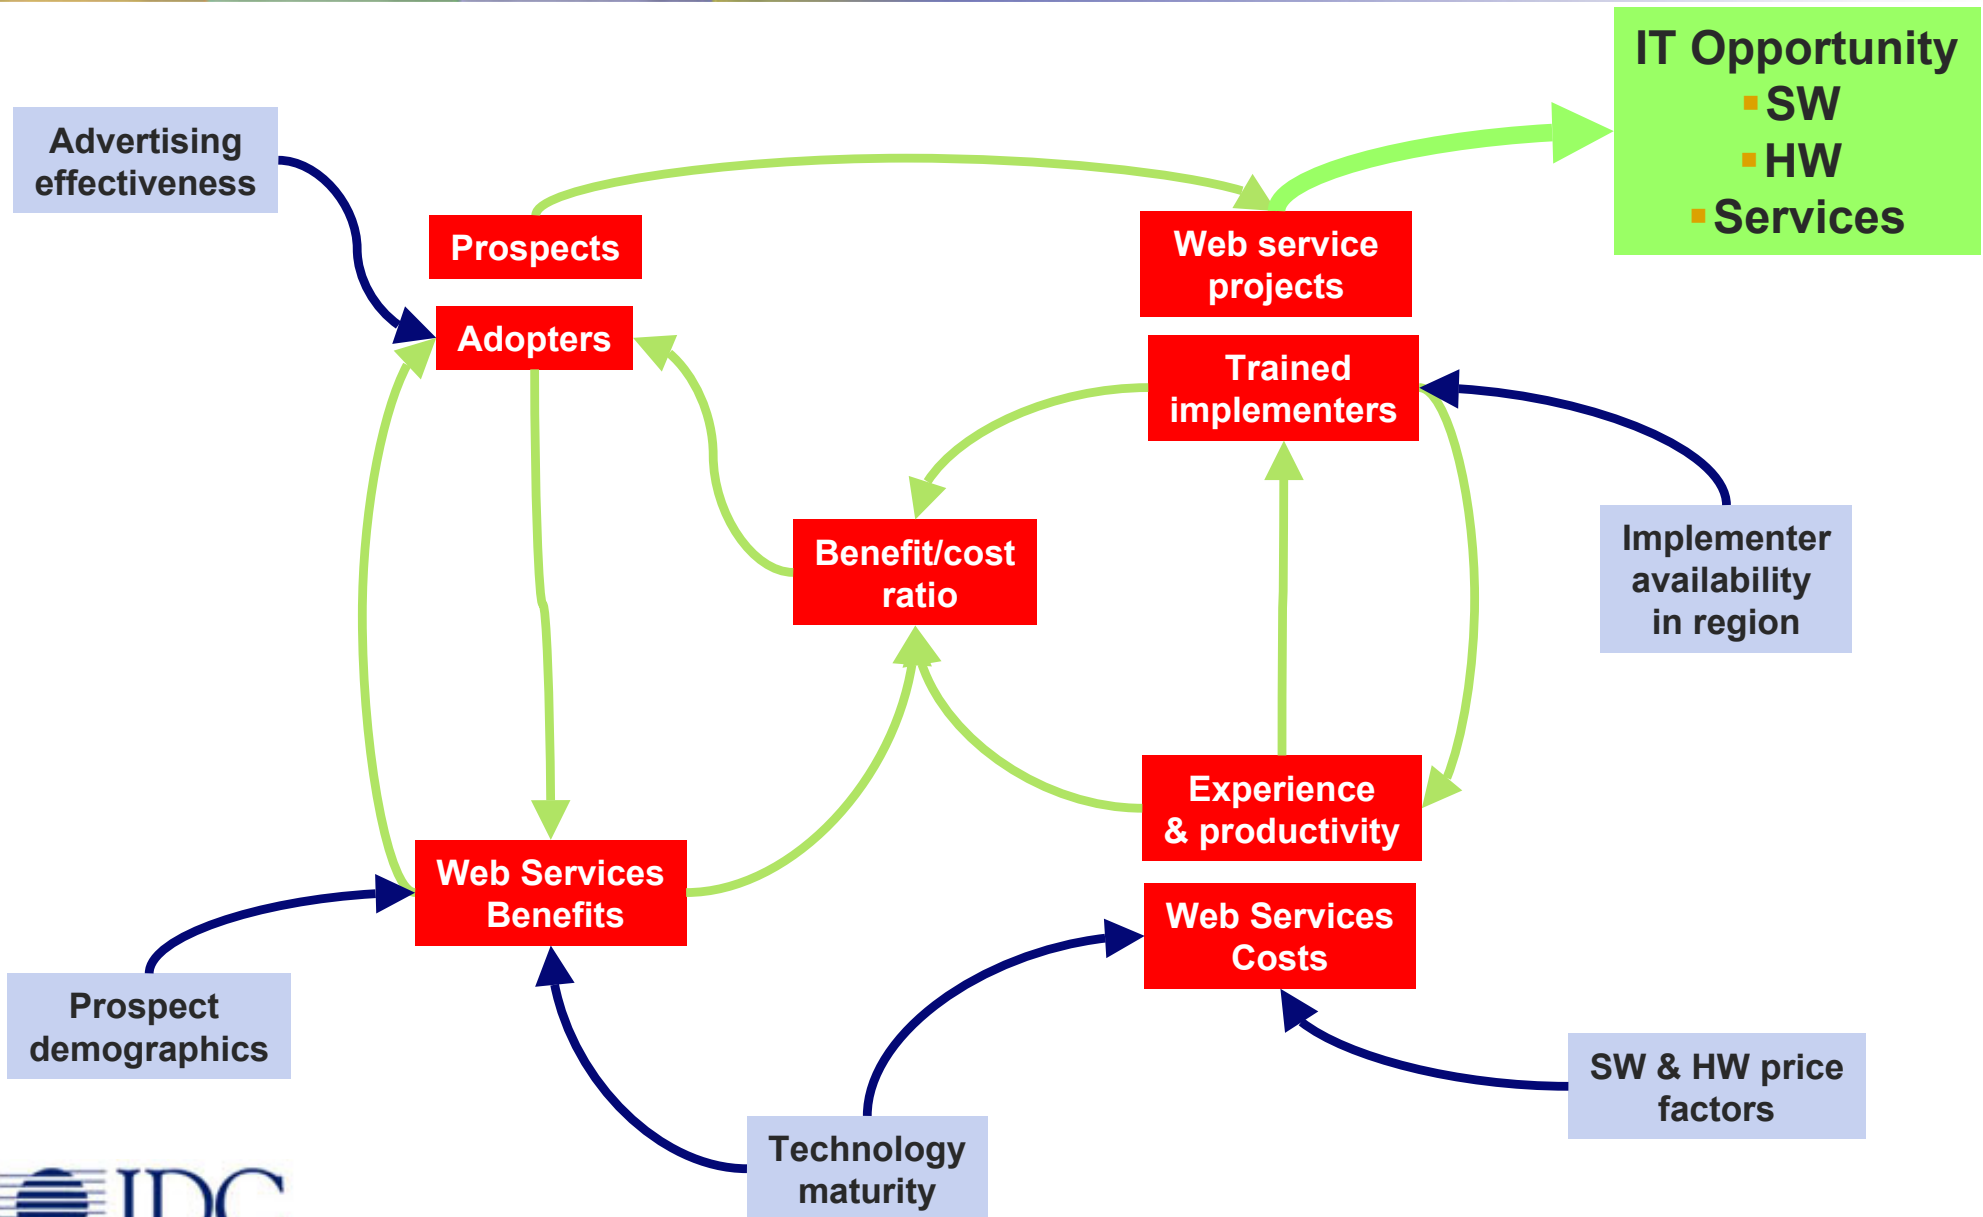 IT Opportunity
▪SW
▪HW
▪Services
Advertising
effectiveness
Prospects
Web service
projects
Adopters
Trained
implementers
Benefit/cost
ratio
Implementer
availability
in region
Experience
& productivity
Web Services
Benefits
Web Services
Costs
Prospect
demographics
SW & HW price
factors
Technology
maturity
IDC